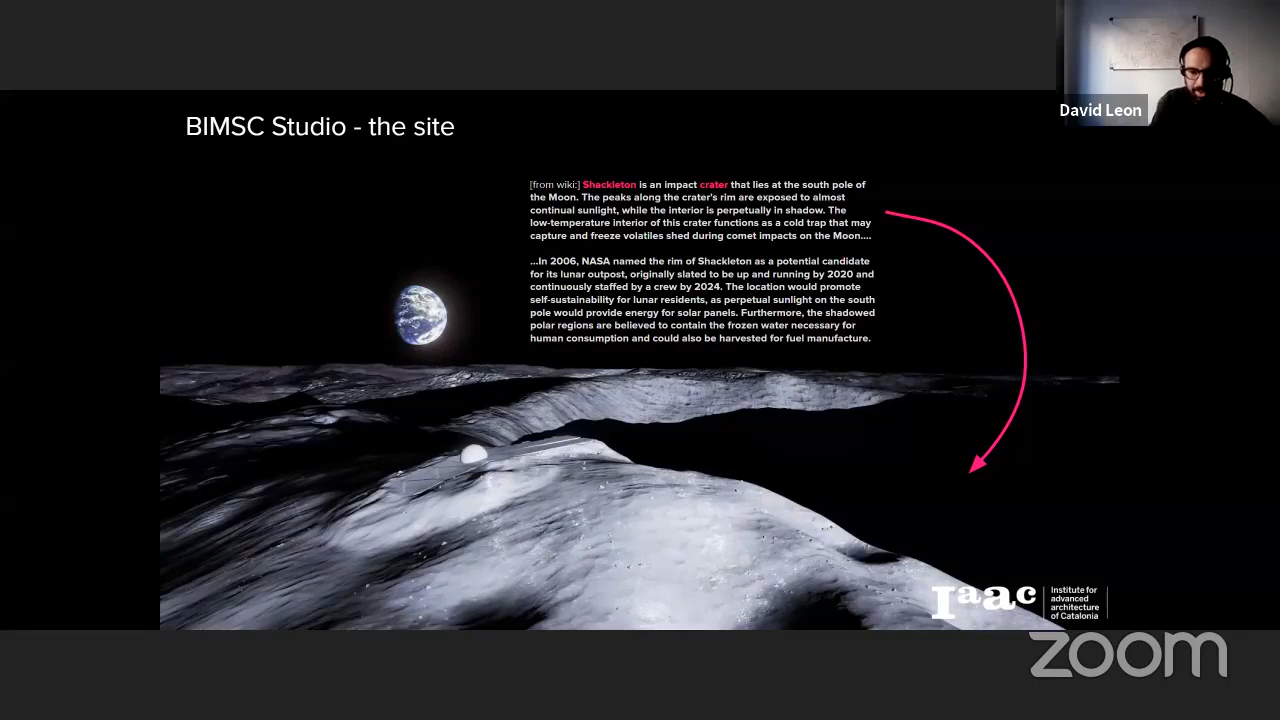 David Leon
BIMSC Studio - the site
[from wiki:] Shackleton is an impact crater that lies at the south pole of
the Moon. The peaks along the crater's rim are exposed to almost
continual sunlight, while the interior is perpetually in shadow. The
low-temperature interior of this crater functions as a cold trap that may
capture and freeze volatiles shed during comet impacts on the Moon....
...In 2006, NASA named the rim of Shackleton as a potential candidate
for its lunar outpost, originally slated to be up and running by 2020 and
continuously staffed by a crew by 2024. The location would promote
self-sustainability for lunar residents, as perpetual sunlight on the south
pole would provide energy for solar panels. Furthermore, the shadowed
polar regions are believed to contain the frozen water necessary for
human consumption and could also be harvested for fuel manufacture.
Iaac
Institute for
advanced
architecture
of Catalonia
zoom